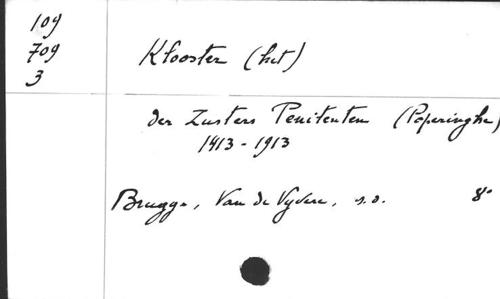 109
709
3
Klooster (het)
der Zusters Penitenten (Poperinghe)
1413-1913
Brugge, Van de Vyvere, s.d. 8°